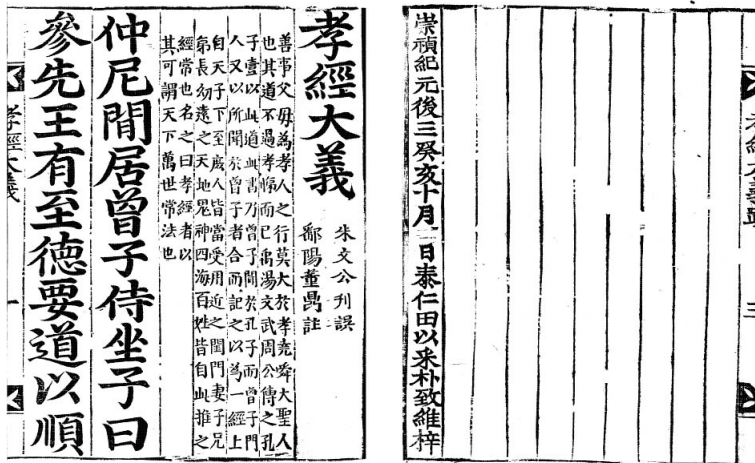 孝經大義
三
崇禎紀元後三癸亥十月 日泰仁田以采朴致維梓
孝經大義
朱文公刊誤
鄱陽董鼎註
善事父母為孝人之行莫大於孝堯舜大聖人
也其道不過孝悌而已禹湯文武周公傳之孔
子壹以此道此書乃曾子聞於孔子而曾子門
人又以所聞於曾子者合而記之以為一經上
自天子下至庶人皆當受用近之閨門妻子兄
弟長幼遠之天地鬼神四海百姓皆自此推之
經常也名之曰孝經者以
其可謂天下萬世常法也
仲尼閒居曾子侍坐子曰
參先王有至德要道以順
孝經大義
一